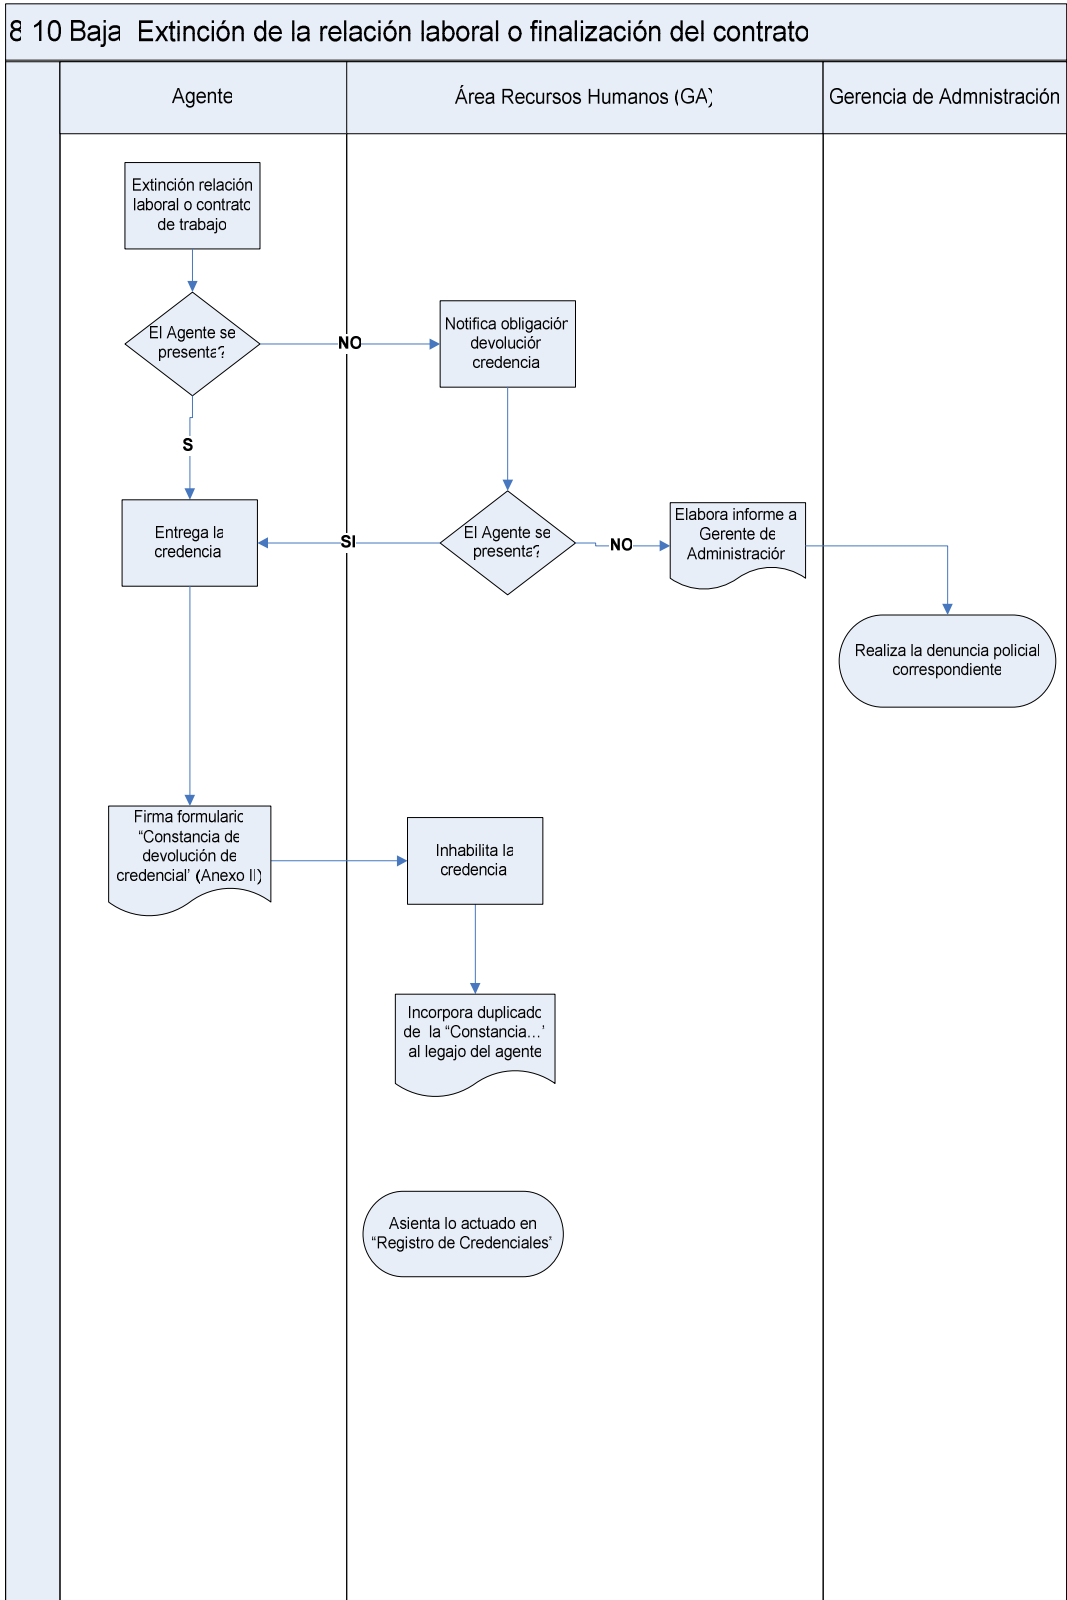 8 10 Baja Extinción de la relación laboral o finalización del contrato
Agente
Área Recursos Humanos (GA)
Gerencia de Admnistración
Extinción relación
laboral o contrato
de trabajo
El Agente se
presenta?
NO
Notifica obligación
devolución
credencia
S
Entrega la
credencia
SI
El Agente se
presenta?
NO
Elabora informe a
Gerente de
Administración
Realiza la denuncia policial
correspondiente
Firma formulario
“Constancia de
devolución de
credencial” (Anexo II)
Inhabilita la
credencia
Incorpora duplicado
de la “Constancia...”
al legajo del agente
Asienta lo actuado en
“Registro de Credenciales”